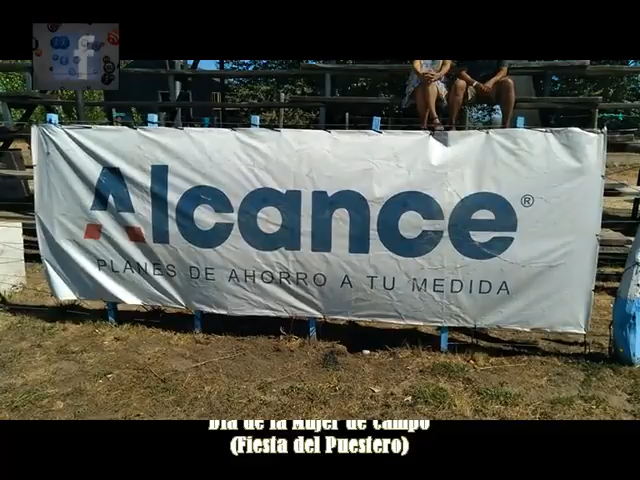 Alcance®
PLANES DE AHORRO A TU MEDIDA
Día de la Mujer de Campo
(Fiesta del Puestero)